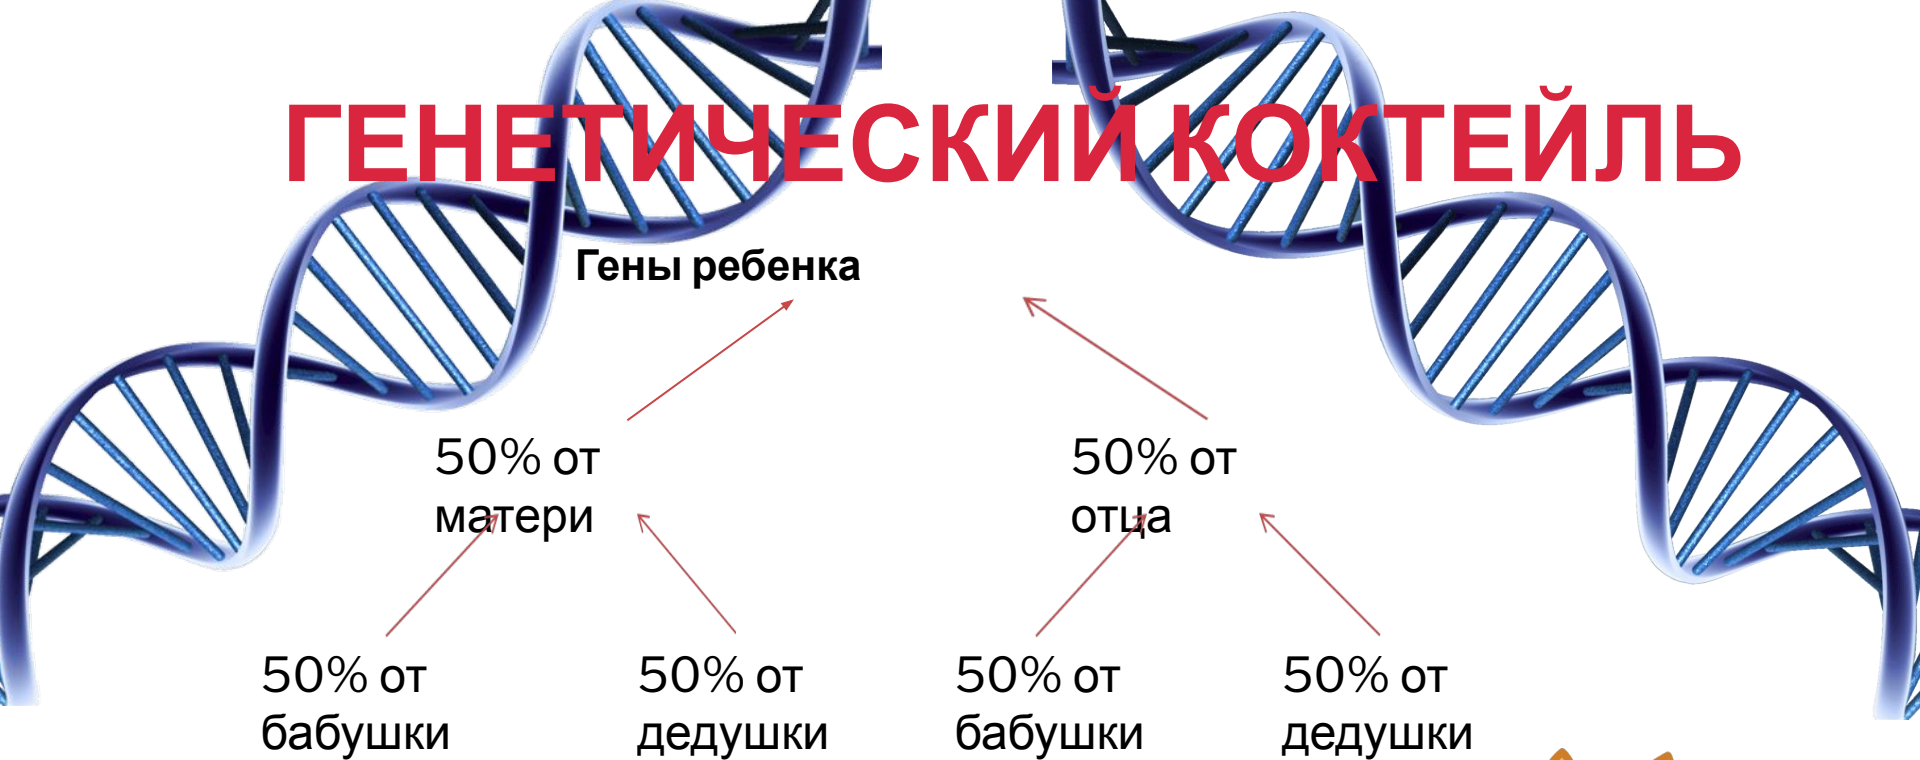 ГЕНЕТИЧЕСКИЙ КОКТЕЙЛЬ
Гены ребенка
50% от
матери
50% от
отца
50% от
бабушки
50% от
дедушки
50% от
бабушки
50% от
дедушки